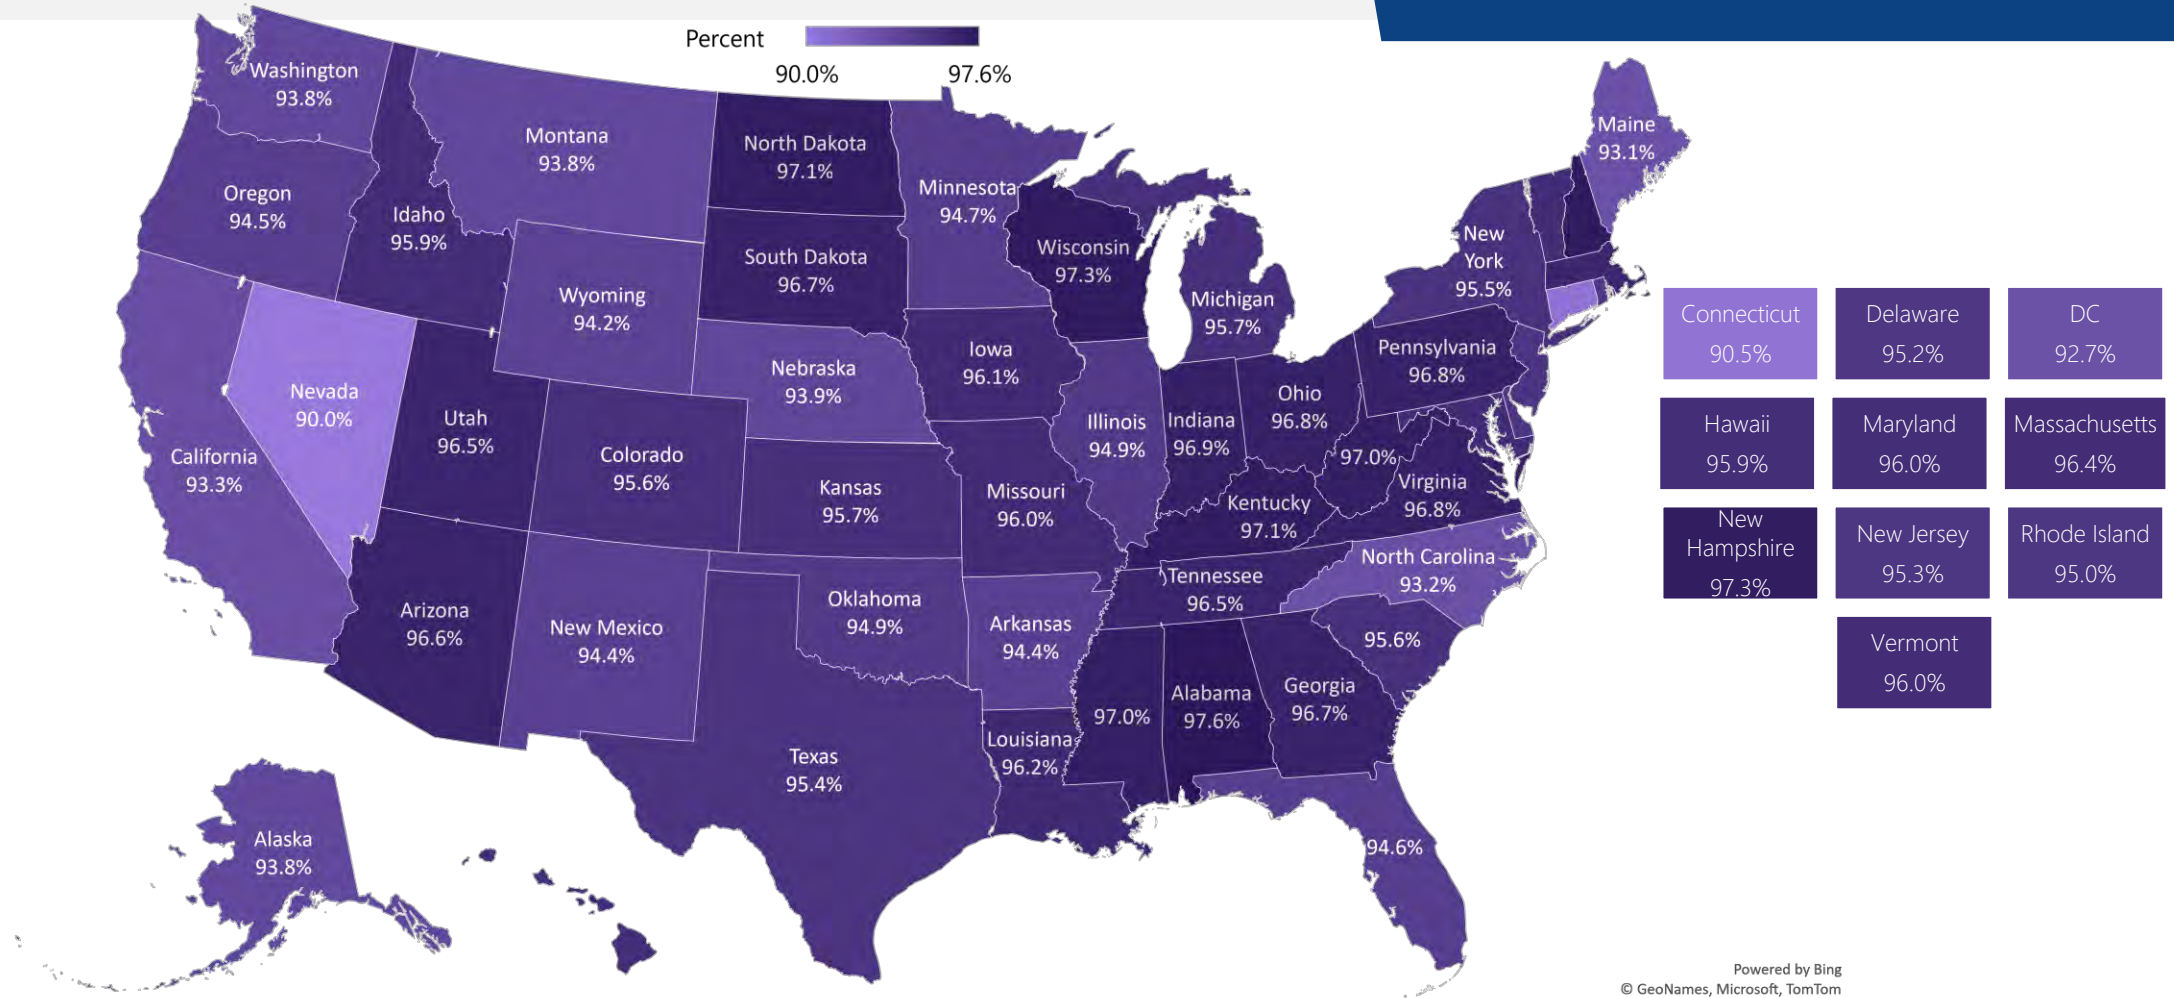 Percent
90.0%
97.6%
Washington
93.8%
Montana
93.8%
North Dakota
97.1%
Minnesota
94.7%
Maine
93.1%
Oregon
94.5%
Idaho
95.9%
South Dakota
96.7%
Wisconsin
97.3%
New
York
95.5%
Wyoming
94.2%
Michigan
95.7%
Iowa
96.1%
Nebraska
93.9%
Pennsylvania
96.8%
Nevada
90.0%
Utah
96.5%
Ohio
96.8%
Illinois
94.9%
Indiana
96.9%
California
93.3%
Colorado
95.6%
97.0%
Kansas
95.7%
Missouri
96.0%
Virginia
96.8%
Kentucky
97.1%
North Carolina
93.2%
Tennessee
96.5%
Arizona
96.6%
New Mexico
94.4%
Oklahoma
94.9%
Arkansas
94.4%
95.6%
97.0%
Alabama
97.6%
Georgia
96.7%
Louisiana
96.2%
Texas
95.4%
Alaska
93.8%
94.6%
Connecticut
90.5%
Delaware
95.2%
DC
92.7%
Hawaii
95.9%
Maryland
96.0%
Massachusetts
96.4%
New
Hampshire
97.3%
New Jersey
95.3%
Rhode Island
95.0%
Vermont
96.0%
Powered by Bing
© GeoNames, Microsoft, TomTom